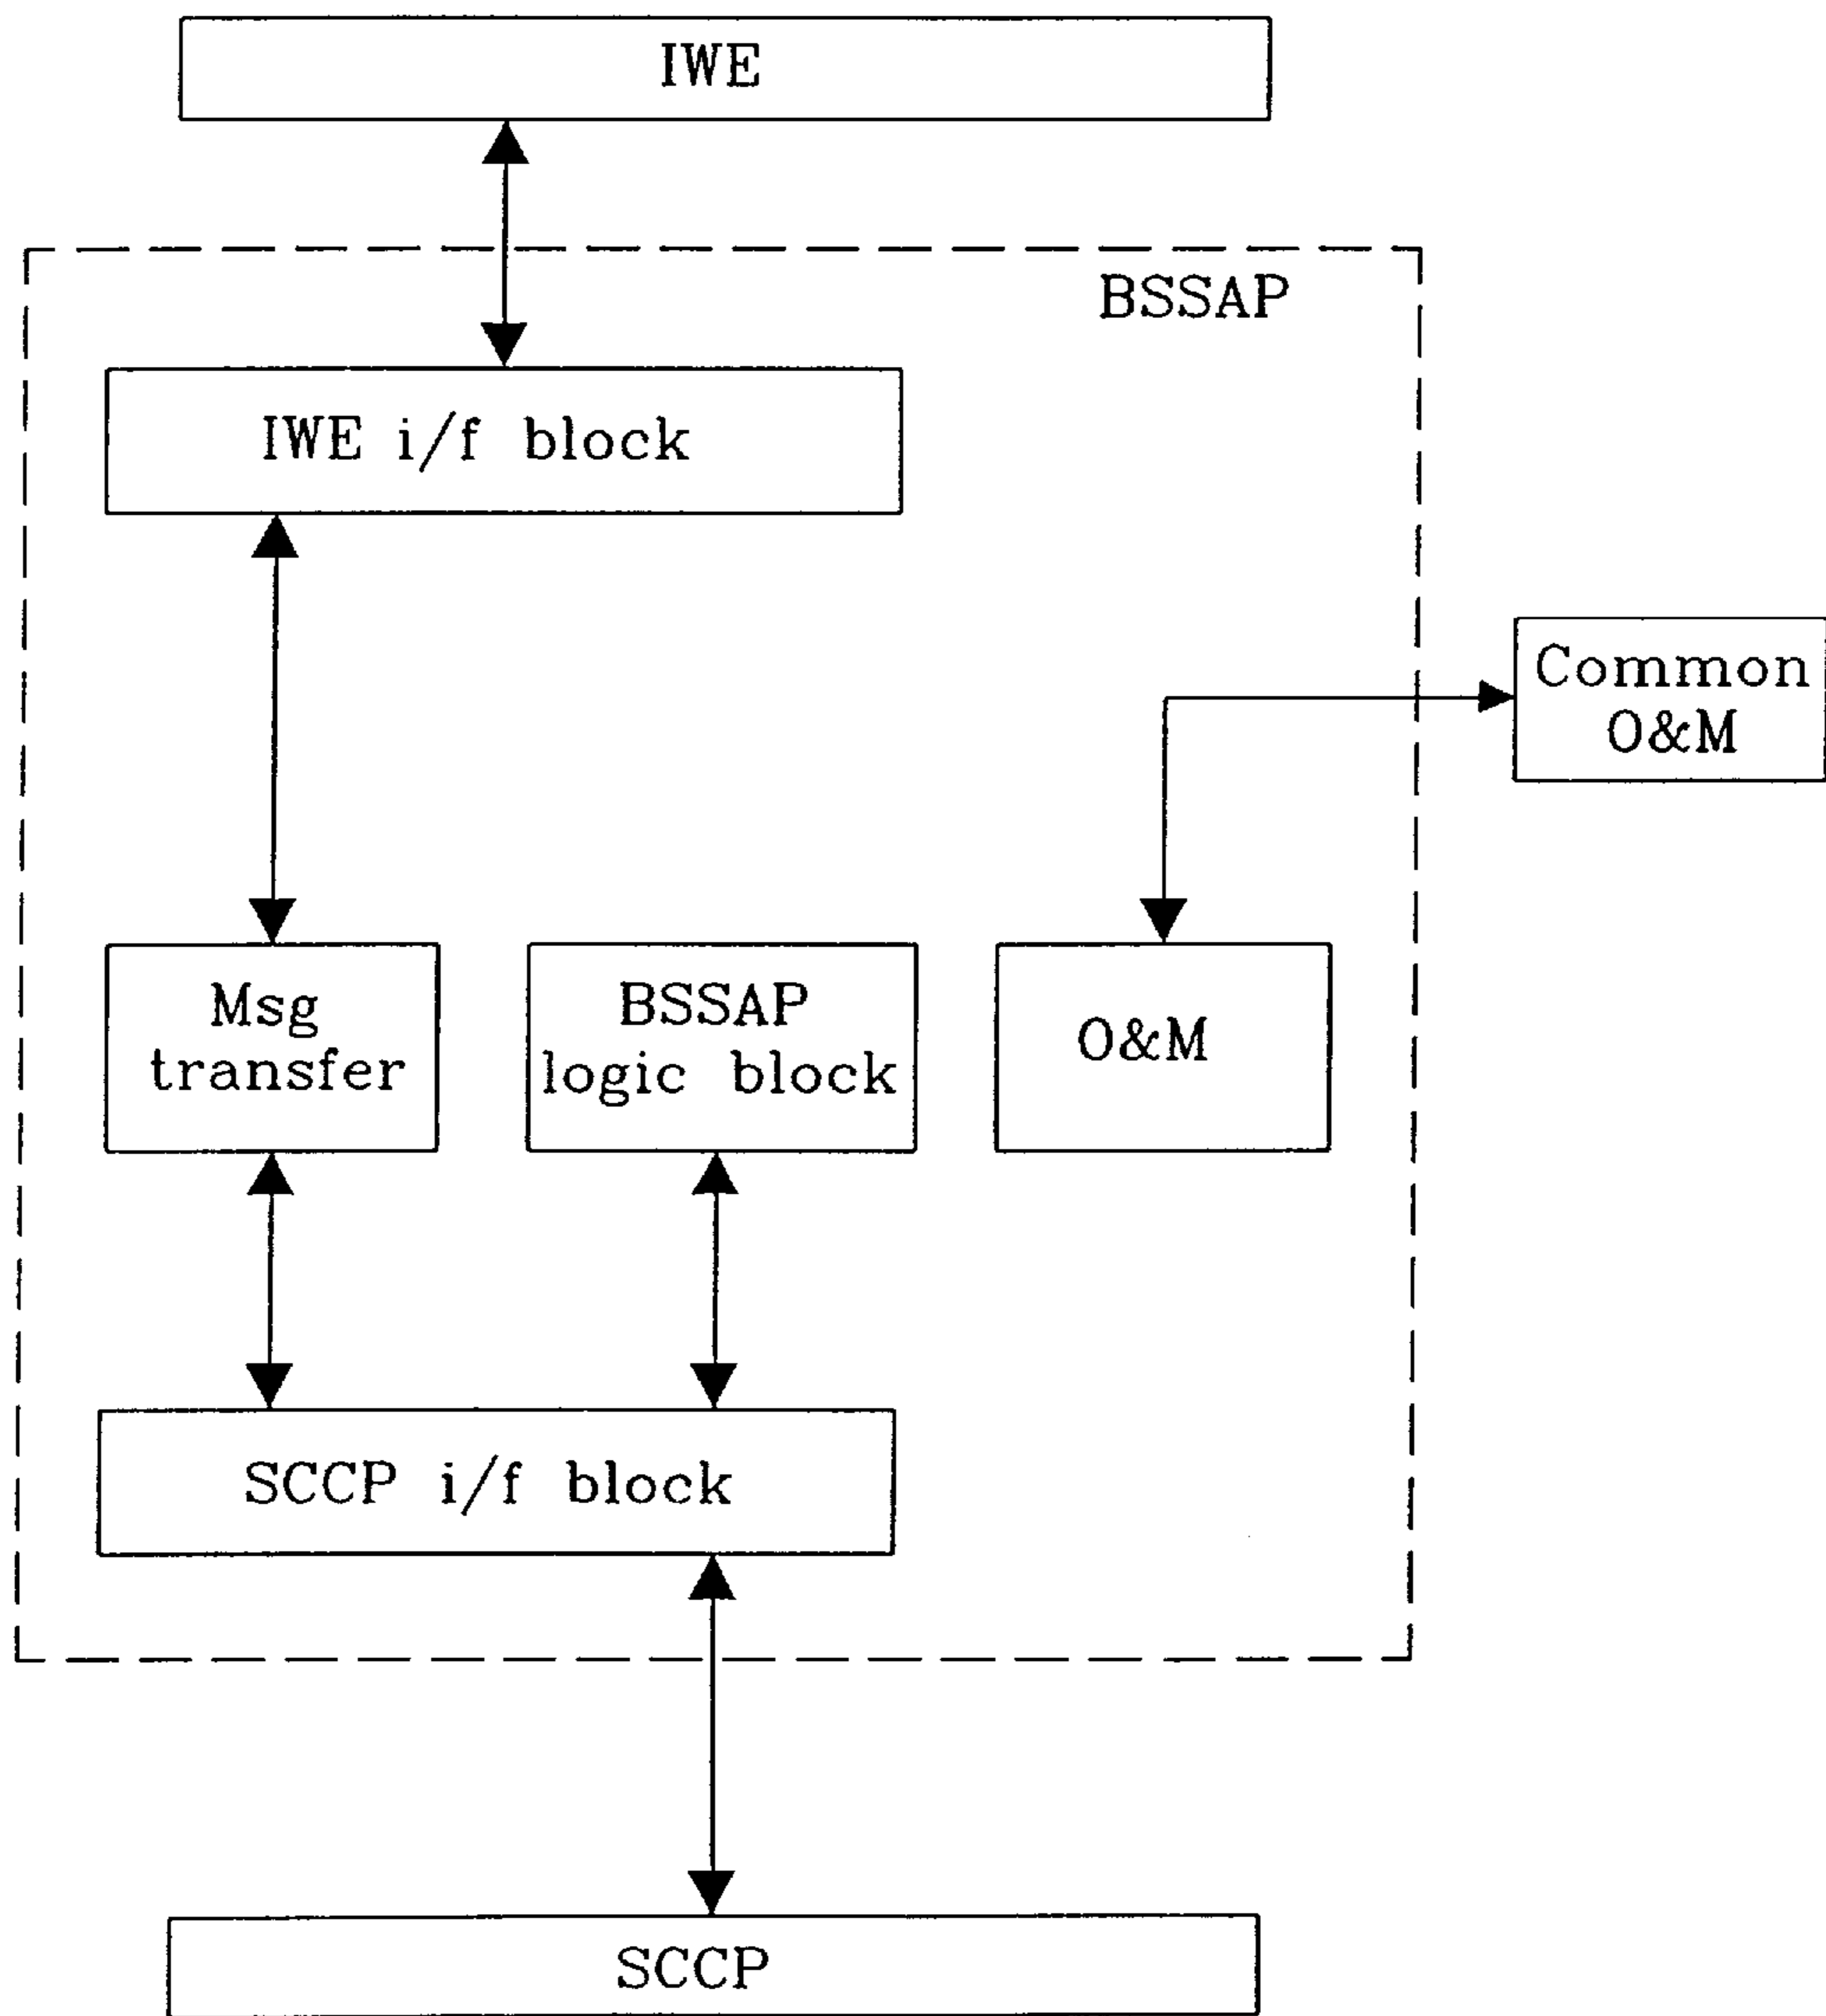 IWE
BSSAP
IWE i/f block
Common
O&M
Msg
transfer
BSSAP
logic block
O&M
SCCP i/f block
SCCP